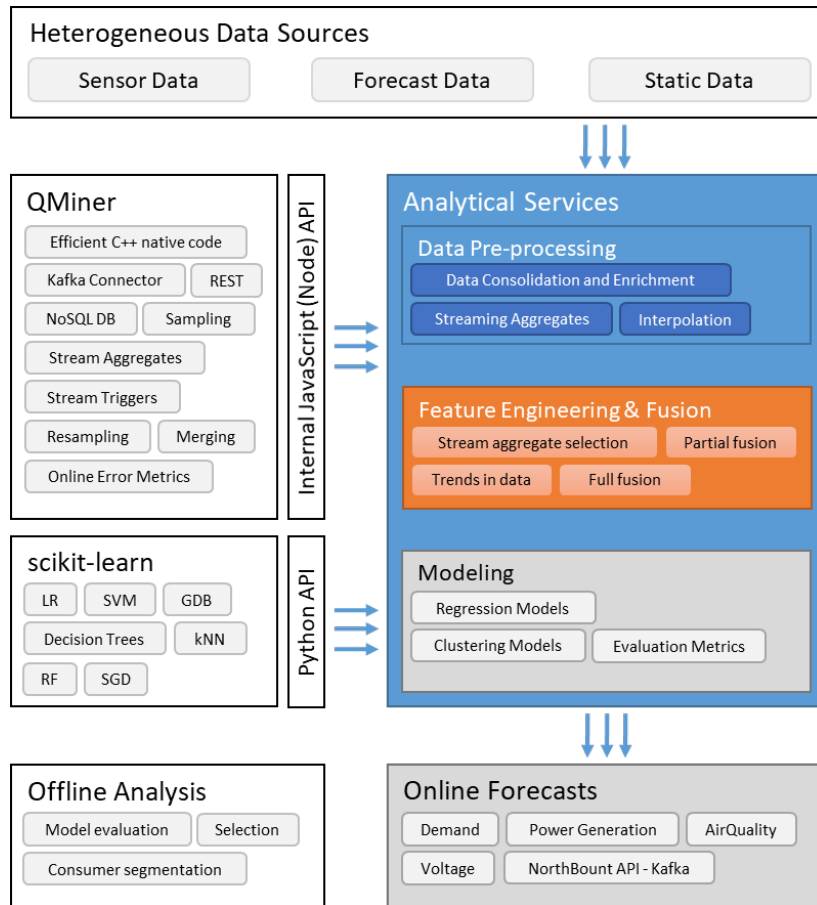 Heterogeneous Data Sources
Sensor Data
Forecast Data
Static Data
QMiner
Efficient C++ native code
Kafka Connector
REST
NoSQL DB
Sampling
Stream Aggregates
Stream Triggers
Resampling
Merging
Online Error Metrics
Internal JavaScript (Node) API
Analytical Services
Data Pre-processing
Data Consolidation and Enrichment
Streaming Aggregates
Interpolation
Feature Engineering & Fusion
Stream aggregate selection
Partial fusion
Trends in data
Full fusion
scikit-learn
LR
SVM
GDB
Decision Trees
kNN
RF
SGD
Python API
Modeling
Regression Models
Clustering Models
Evaluation Metrics
Offline Analysis
Model evaluation
Selection
Consumer segmentation
Online Forecasts
Demand
Power Generation
AirQuality
Voltage
NorthBount API - Kafka